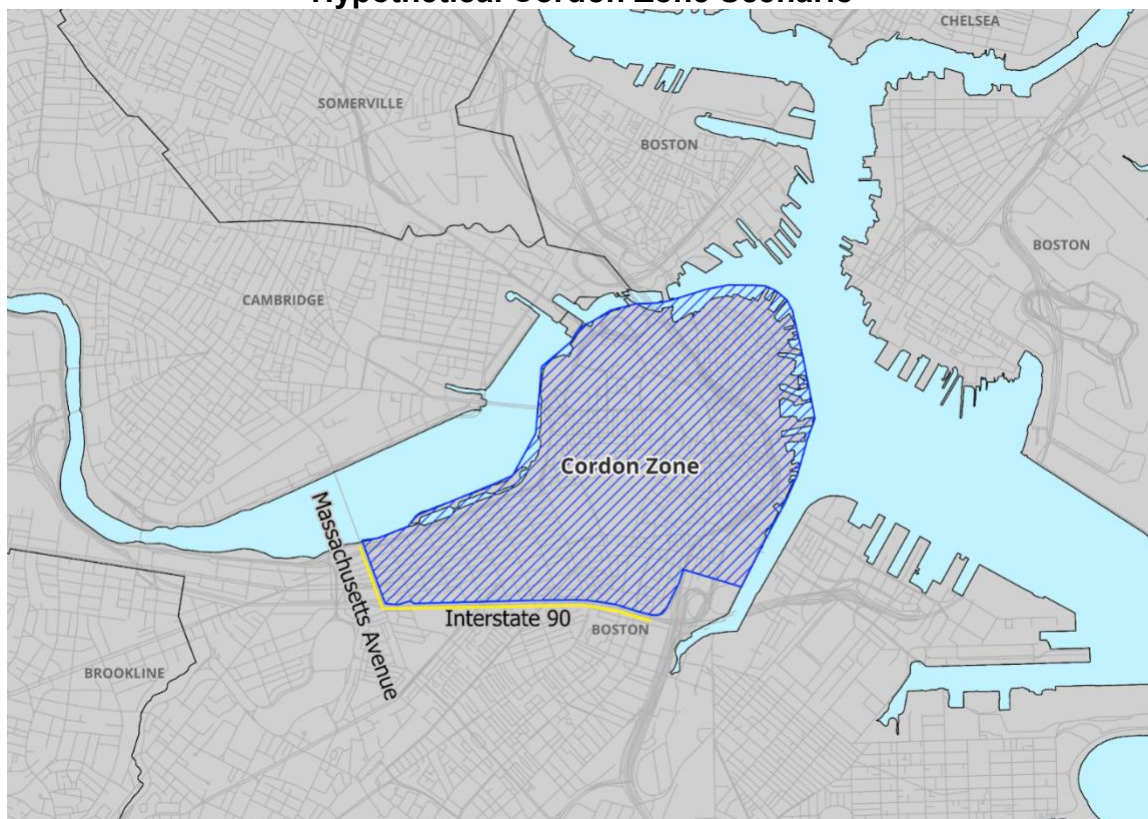 Hypothetical Cordon Zone Scenario
CHELSEA
SOMERVILLE
BOSTON
BOSTON
CAMBRIDGE
Cordon Zone
Massachusetts Avenue
Interstate 90
BOSTON
BROOKLINE